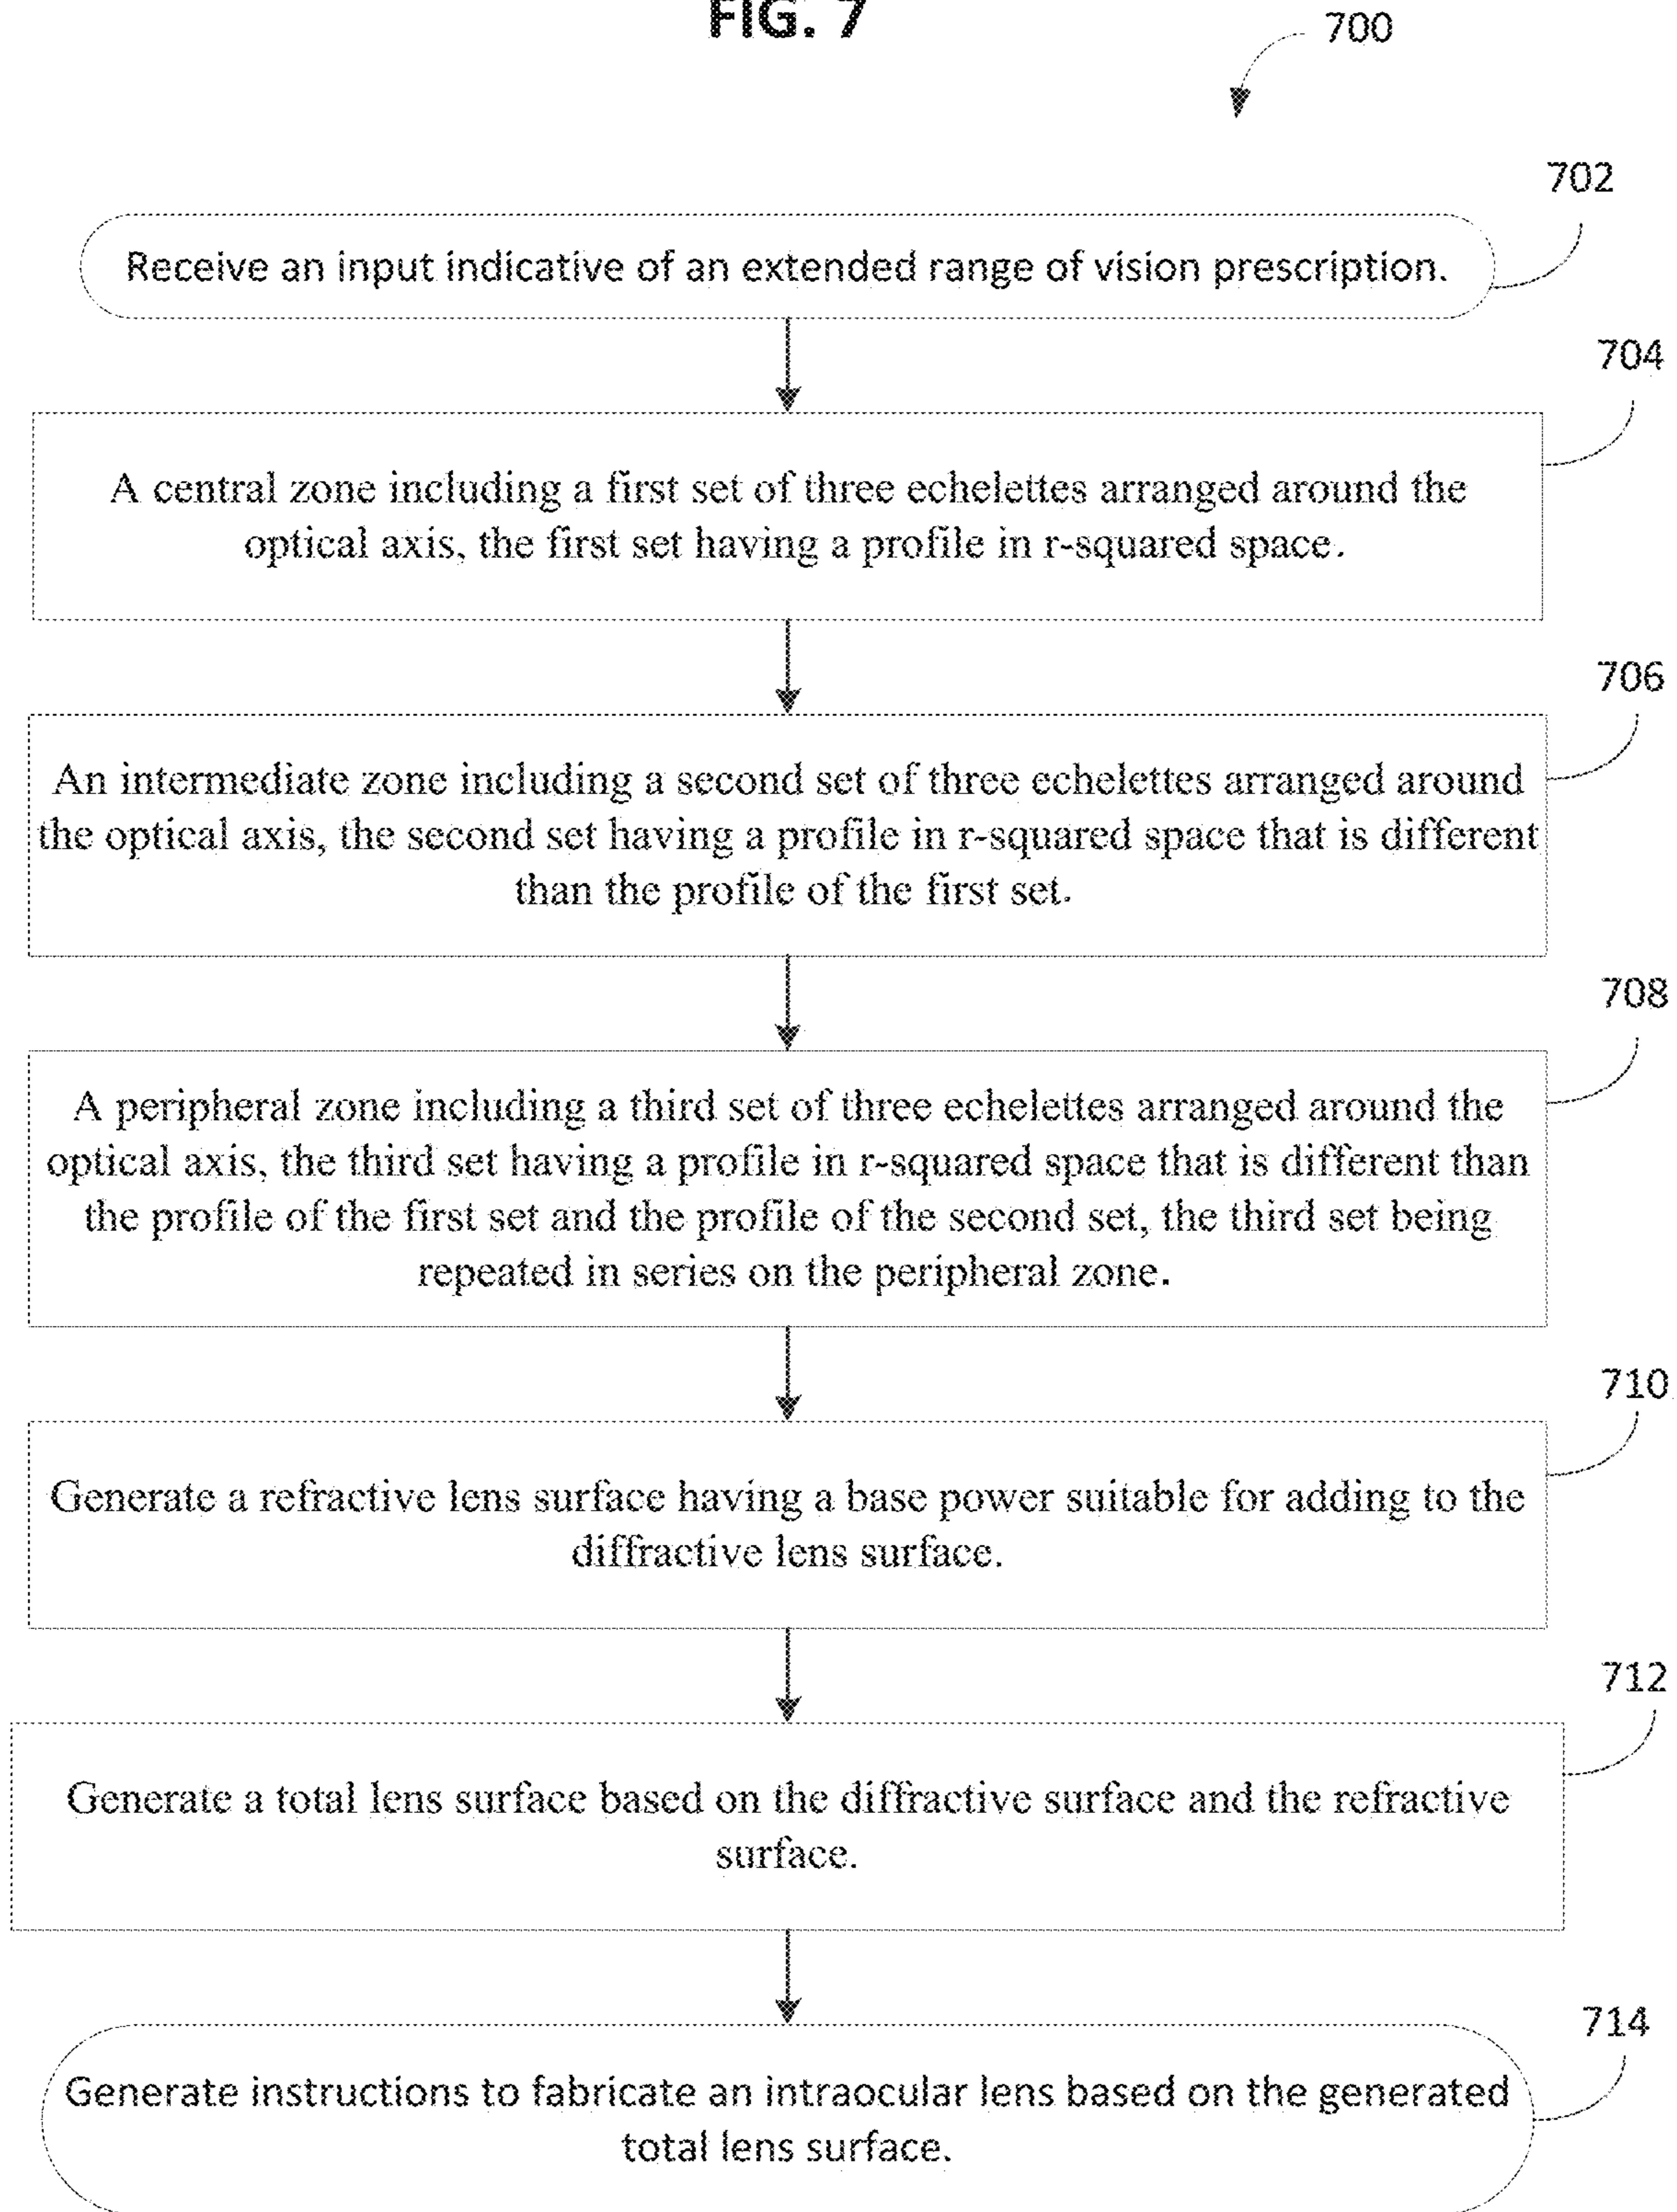 FIG. 7
700
702
Receive an input indicative of an extended range of vision prescription.
704
A central zone including a first set of three echelettes arranged around the
optical axis, the first set having a profile in r-squared space.
706
An intermediate zone including a second set of three echelettes arranged around
the optical axis, the second set having a profile in r-squared space that is different
than the profile of the first set.
708
A peripheral zone including a third set of three echelettes arranged around the
optical axis, the third set having a profile in r-squared space that is different than
the profile of the first set and the profile of the second set, the third set being
repeated in series on the peripheral zone.
710
Generate a refractive lens surface having a base power suitable for adding to the
diffractive lens surface.
712
Generate a total lens surface based on the diffractive surface and the refractive
surface.
714
Generate instructions to fabricate an intraocular lens based on the generated
total lens surface.